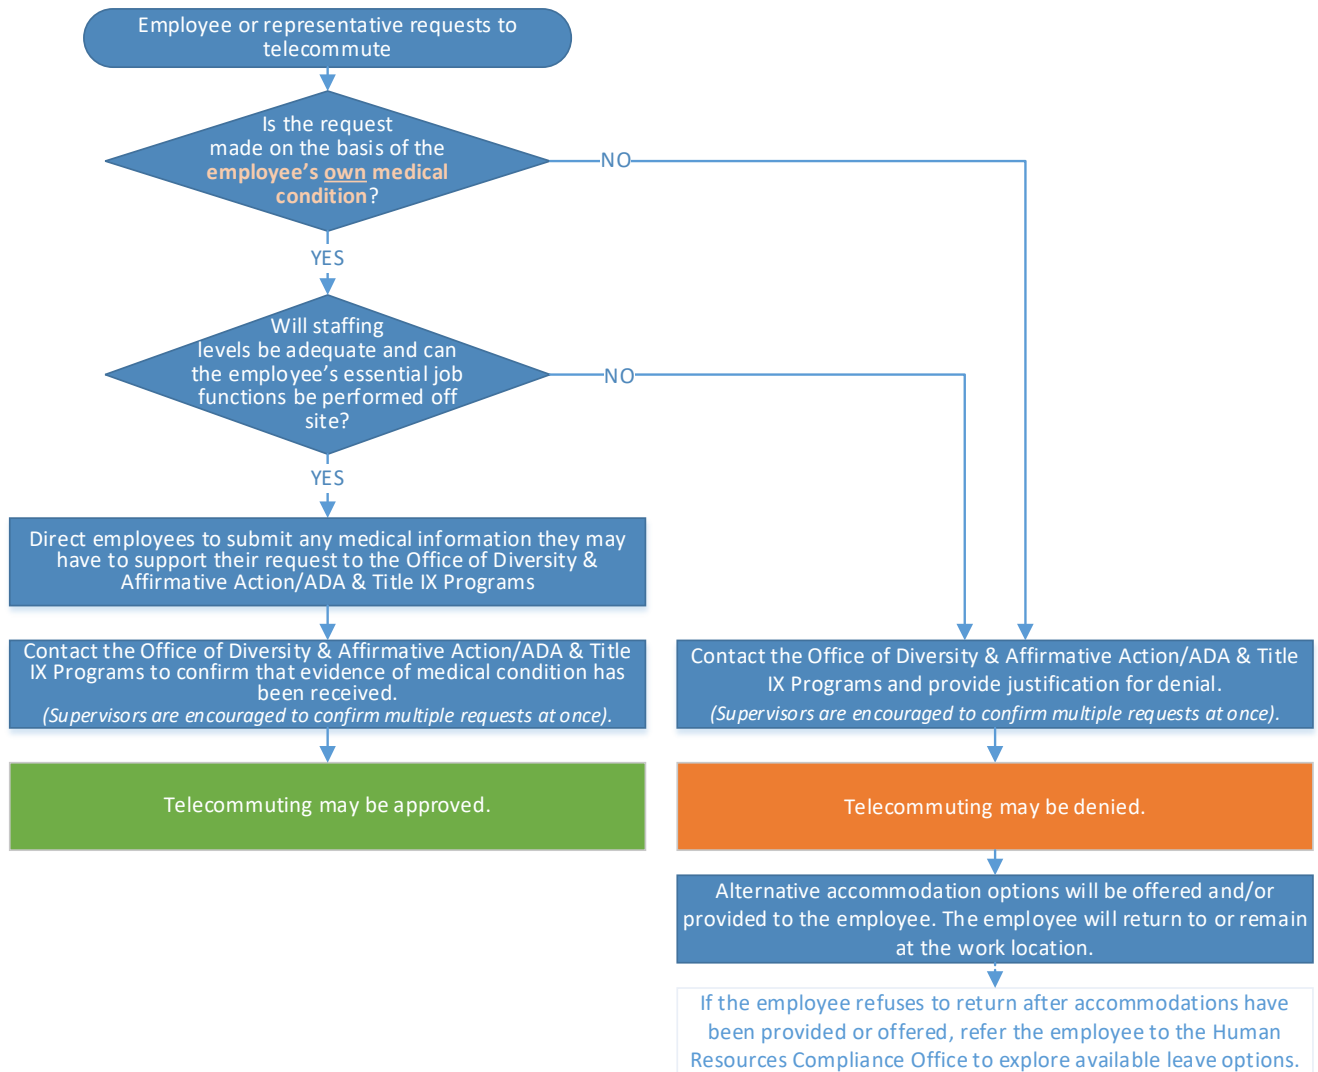 Employee or representative requests to
telecommute
Is the request
made on the basis of the
employee’s own medical
condition?
NO
YES
Will staffing
levels be adequate and can
the employee’s essential job
functions be performed off
site?
NO
YES
Direct employees to submit any medical information they may
have to support their request to the Office of Diversity &
Affirmative Action/ADA & Title IX Programs
Contact the Office of Diversity & Affirmative Action/ADA & Title
IX Programs to confirm that evidence of medical condition has
been received.
(Supervisors are encouraged to confirm multiple requests at once).
Contact the Office of Diversity & Affirmative Action/ADA & Title
IX Programs and provide justification for denial.
(Supervisors are encouraged to confirm multiple requests at once).
Telecommuting may be approved.
Telecommuting may be denied.
Alternative accommodation options will be offered and/or
provided to the employee. The employee will return to or remain
at the work location.
If the employee refuses to return after accommodations have
been provided or offered, refer the employee to the Human
Resources Compliance Office to explore available leave options.